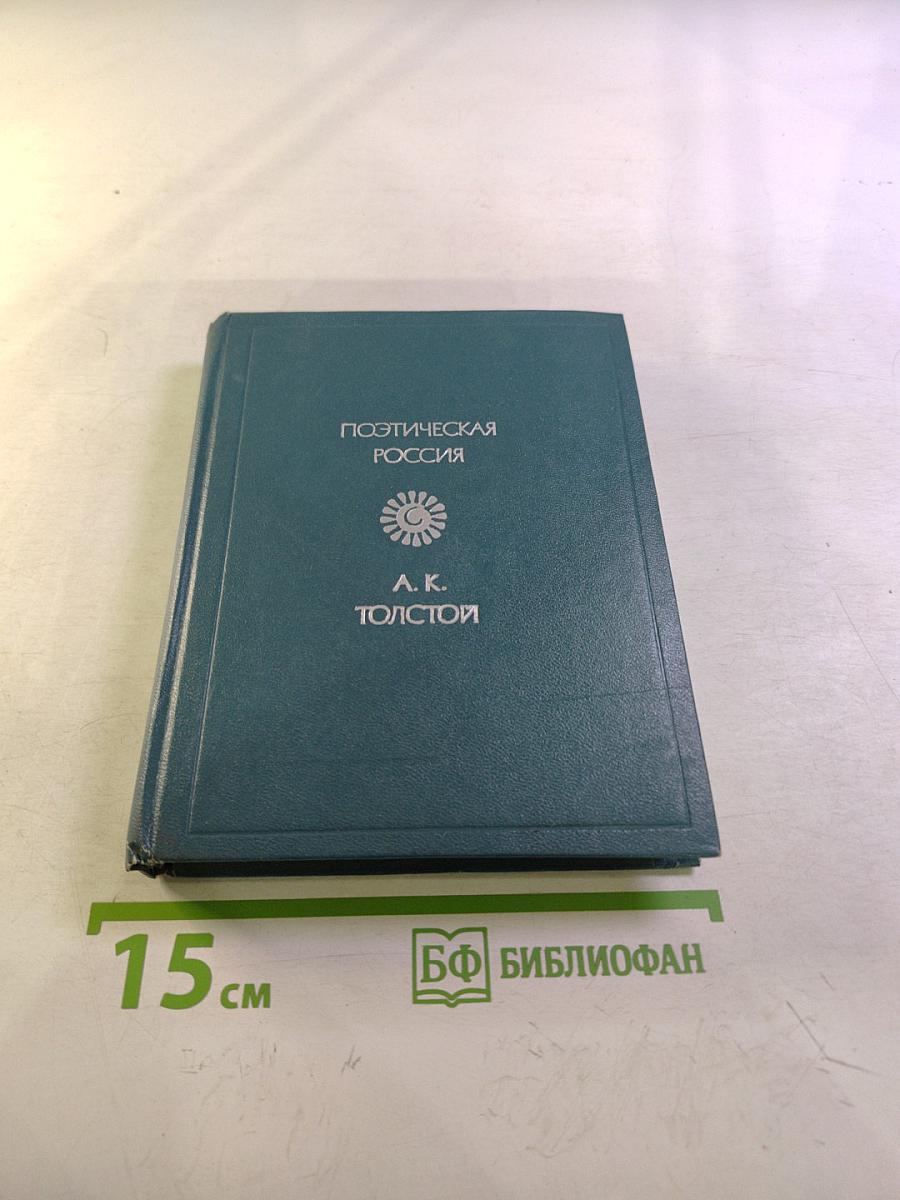 ПОЭТИЧЕСКАЯ
РОССИЯ
А. К.
ТОЛСТОЙ
15 см
БФ БИБЛИОФАН